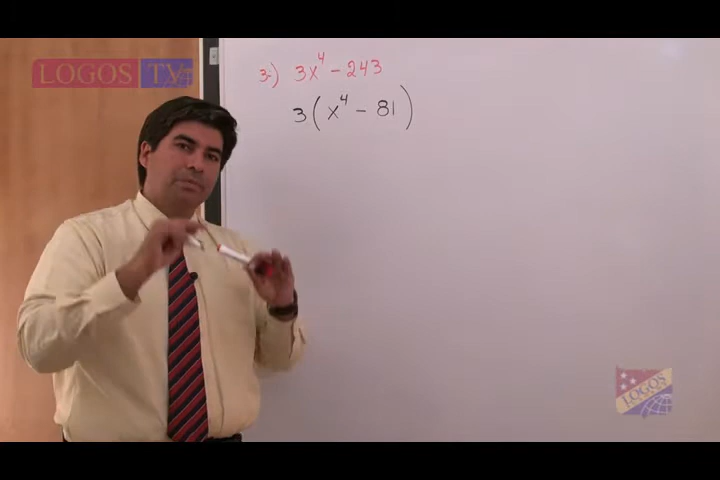 LOGOS TV
3.) 3x⁴ - 243
3(x⁴ - 81)
LOGOS